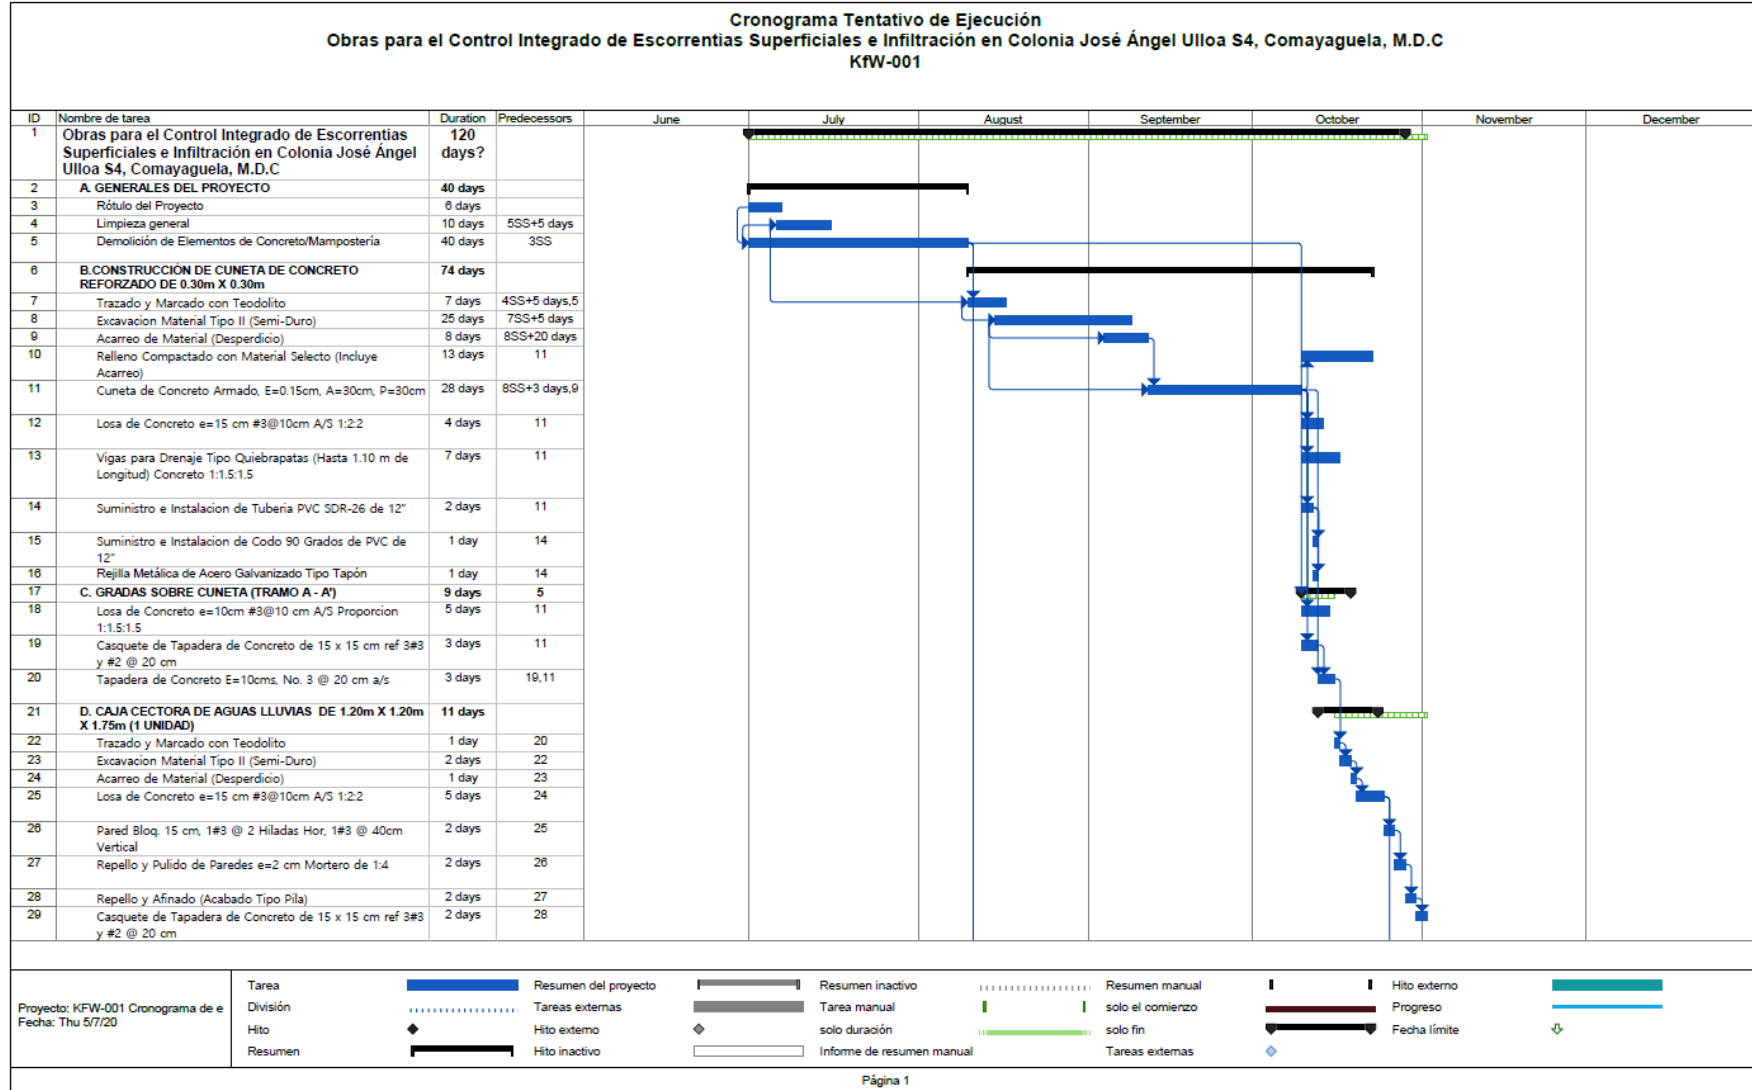 Cronograma Tentativo de Ejecución
Obras para el Control Integrado de Escorrentias Superficiales e Infiltración en Colonia José Ángel Ulloa S4, Comayaguela, M.D.C
KfW-001
ID Nombre de tarea Duration Predecessors June July August September October November December
1 Obras para el Control Integrado de Escorrentias 120
Superficiales e Infiltración en Colonia José Ángel days?
Ulloa S4, Comayaguela, M.D.C
2 A. GENERALES DEL PROYECTO 40 days
3 Rótulo del Proyecto 6 days
4 Limpieza general 10 days 5SS+5 days
5 Demolición de Elementos de Concreto/Mampostería 40 days 3SS
6 B.CONSTRUCCIÓN DE CUNETA DE CONCRETO 74 days
REFORZADO DE 0.30m X 0.30m
7 Trazado y Marcado con Teodolito 7 days 4SS+5 days,5
8 Excavacion Material Tipo II (Semi-Duro) 25 days 7SS+5 days
9 Acarreo de Material (Desperdicio) 8 days 8SS+20 days
10 Relleno Compactado con Material Selecto (Incluye 13 days 11
Acarreo)
11 Cuneta de Concreto Armado, E=0.15cm, A=30cm, P=30cm 28 days 8SS+3 days,9
12 Losa de Concreto e=15 cm #3@10cm A/S 1:2:2 4 days 11
13 Vigas para Drenaje Tipo Quiebrapatas (Hasta 1.10 m de 7 days 11
Longitud) Concreto 1:1.5:1.5
14 Suministro e Instalacion de Tuberia PVC SDR-26 de 12" 2 days 11
15 Suministro e Instalacion de Codo 90 Grados de PVC de 1 day 14
12"
16 Rejilla Metálica de Acero Galvanizado Tipo Tapón 1 day 14
17 C. GRADAS SOBRE CUNETA (TRAMO A - A') 9 days 5
18 Losa de Concreto e=10cm #3@10 cm A/S Proporcion 5 days 11
1:1.5:1.5
19 Casquete de Tapadera de Concreto de 15 x 15 cm ref 3#3 3 days 11
y #2 @ 20 cm
20 Tapadera de Concreto E=10cms, No. 3 @ 20 cm a/s 3 days 19,11
21 D. CAJA CECTORA DE AGUAS LLUVIAS DE 1.20m X 1.20m 11 days
X 1.75m (1 UNIDAD)
22 Trazado y Marcado con Teodolito 1 day 20
23 Excavacion Material Tipo II (Semi-Duro) 2 days 22
24 Acarreo de Material (Desperdicio) 1 day 23
25 Losa de Concreto e=15 cm #3@10cm A/S 1:2:2 5 days 24
26 Pared Bloq. 15 cm, 1#3 @ 2 Hiladas Hor, 1#3 @ 40cm 2 days 25
Vertical
27 Repello y Pulido de Paredes e=2 cm Mortero de 1:4 2 days 26
28 Repello y Afinado (Acabado Tipo Pila) 2 days 27
29 Casquete de Tapadera de Concreto de 15 x 15 cm ref 3#3 2 days 28
y #2 @ 20 cm
Proyecto: KFW-001 Cronograma de e
Fecha: Thu 5/7/20
Tarea Resumen del proyecto Resumen inactivo Resumen manual Hito externo
División Tareas externas Tarea manual solo el comienzo Progreso
Hito Hito externo solo duración solo fin Fecha límite
Resumen Hito inactivo Informe de resumen manual Tareas externas
Página 1